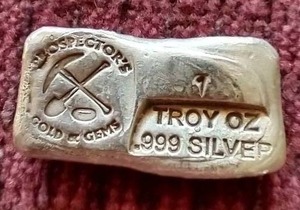 PROSPECTOR'S
GOLD & GEMS
TROY OZ
.999 SILVER